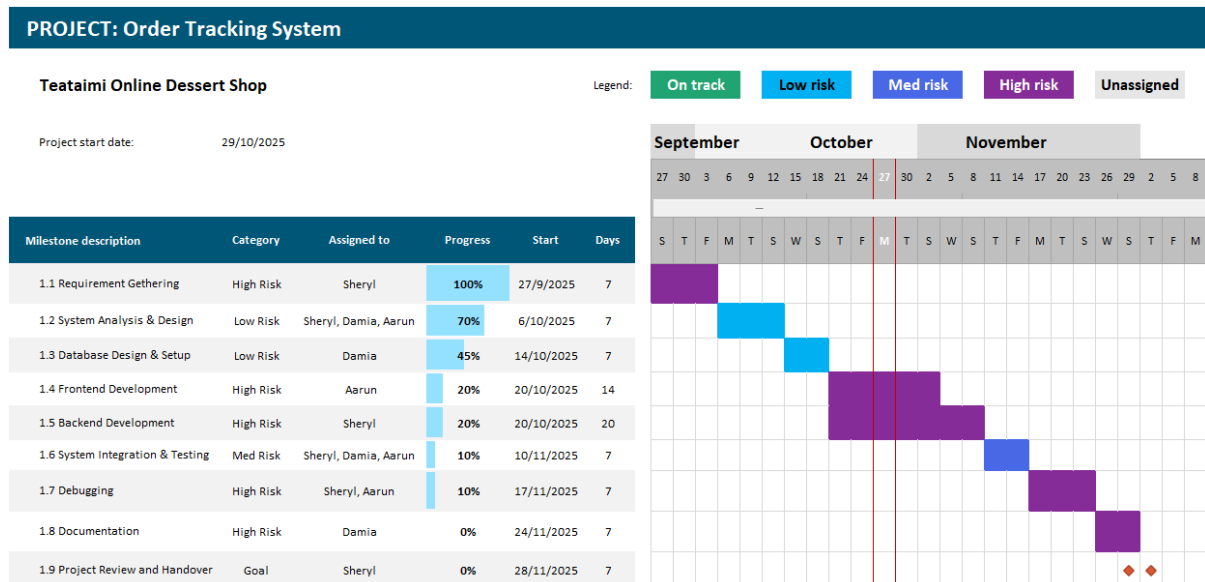 PROJECT: Order Tracking System
Teataimi Online Dessert Shop
Legend: On track Low risk Med risk High risk Unassigned
Project start date: 29/10/2025
September October November
27 30 3 6 9 12 15 18 21 24 27 30 2 5 8 11 14 17 20 23 26 29 2 5 8
Milestone description Category Assigned to Progress Start Days S T F M T S W S T F M T S W S T F M T S W S T F M
1.1 Requirement Gethering High Risk Sheryl 100% 27/9/2025 7
1.2 System Analysis & Design Low Risk Sheryl, Damia, Aarun 70% 6/10/2025 7
1.3 Database Design & Setup Low Risk Damia 45% 14/10/2025 7
1.4 Frontend Development High Risk Aarun 20% 20/10/2025 14
1.5 Backend Development High Risk Sheryl 20% 20/10/2025 20
1.6 System Integration & Testing Med Risk Sheryl, Damia, Aarun 10% 10/11/2025 7
1.7 Debugging High Risk Sheryl, Aarun 10% 17/11/2025 7
1.8 Documentation High Risk Damia 0% 24/11/2025 7
1.9 Project Review and Handover Goal Sheryl 0% 28/11/2025 7